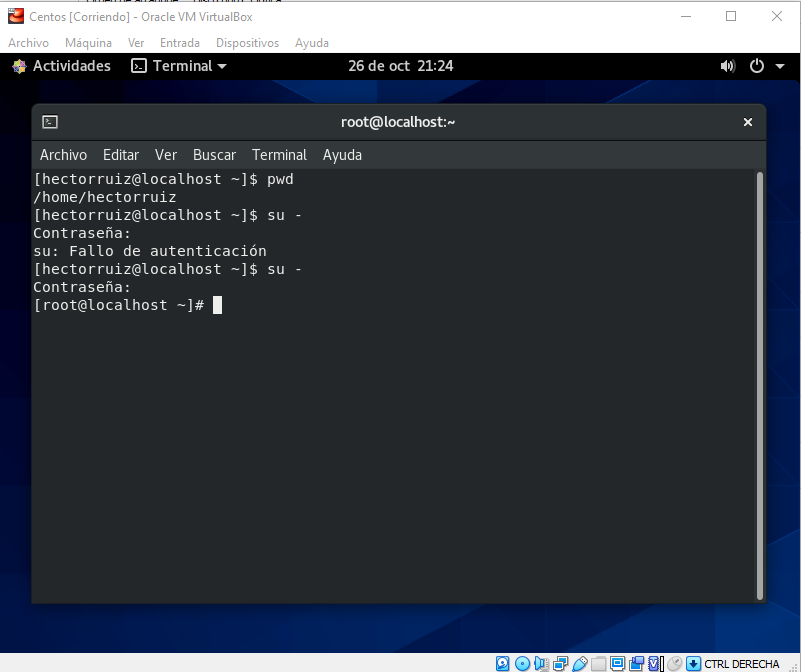 Centos [Corriendo] - Oracle VM VirtualBox
Archivo Máquina Ver Entrada Dispositivos Ayuda
Actividades Terminal 26 de oct 21:24
root@localhost:~
Archivo Editar Ver Buscar Terminal Ayuda
[hectorruiz@localhost ~]$ pwd
/home/hectorruiz
[hectorruiz@localhost ~]$ su -
Contraseña:
su: Fallo de autenticación
[hectorruiz@localhost ~]$ su -
Contraseña:
[root@localhost ~]#
CTRL DERECHA